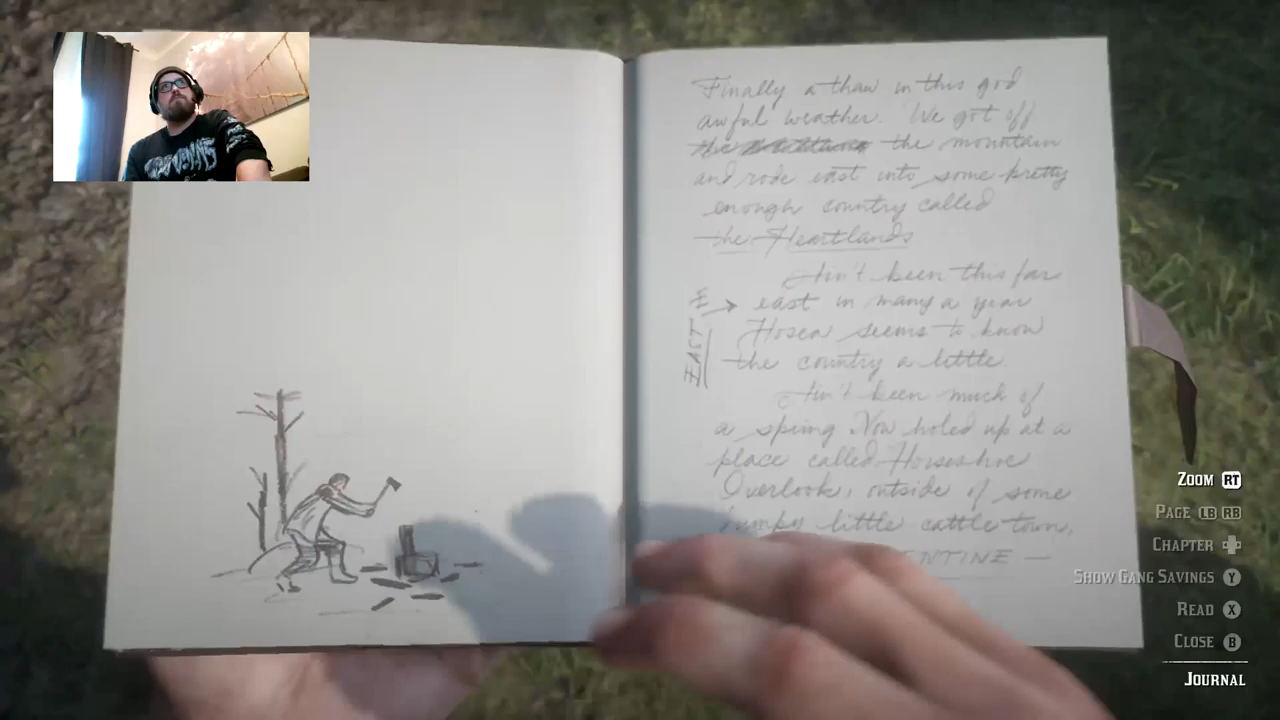 Finally a thaw in this god
awful weather. We got off
the the mountain
and rode east into some pretty
enough country called
the Heartlands
Ain't been this far
east in many a year
Hosea seems to know
the country a little.
EAST
Ain't been much of
a spring. Now holed up at a
place called Horseshoe
Overlook, outside of some
little cattle town,
ENTINE —
Zoom RT
Page LB RB
Chapter
Show Gang Savings Y
Read X
Close B
Journal